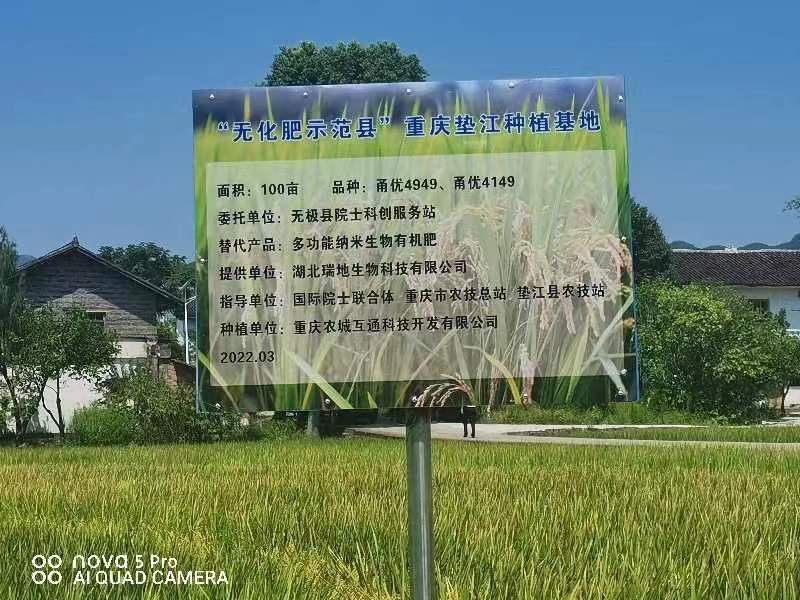 “无化肥示范县”重庆垫江种植基地
面积：100亩 品种：甬优4949、甬优4149
委托单位：无极县院士科创服务站
替代产品：多功能纳米生物有机肥
提供单位：湖北瑞地生物科技有限公司
指导单位：国际院士联合体 重庆市农技总站 垫江县农技站
种植单位：重庆农城互通科技开发有限公司
2022.03
nova 5 Pro
AI QUAD CAMERA